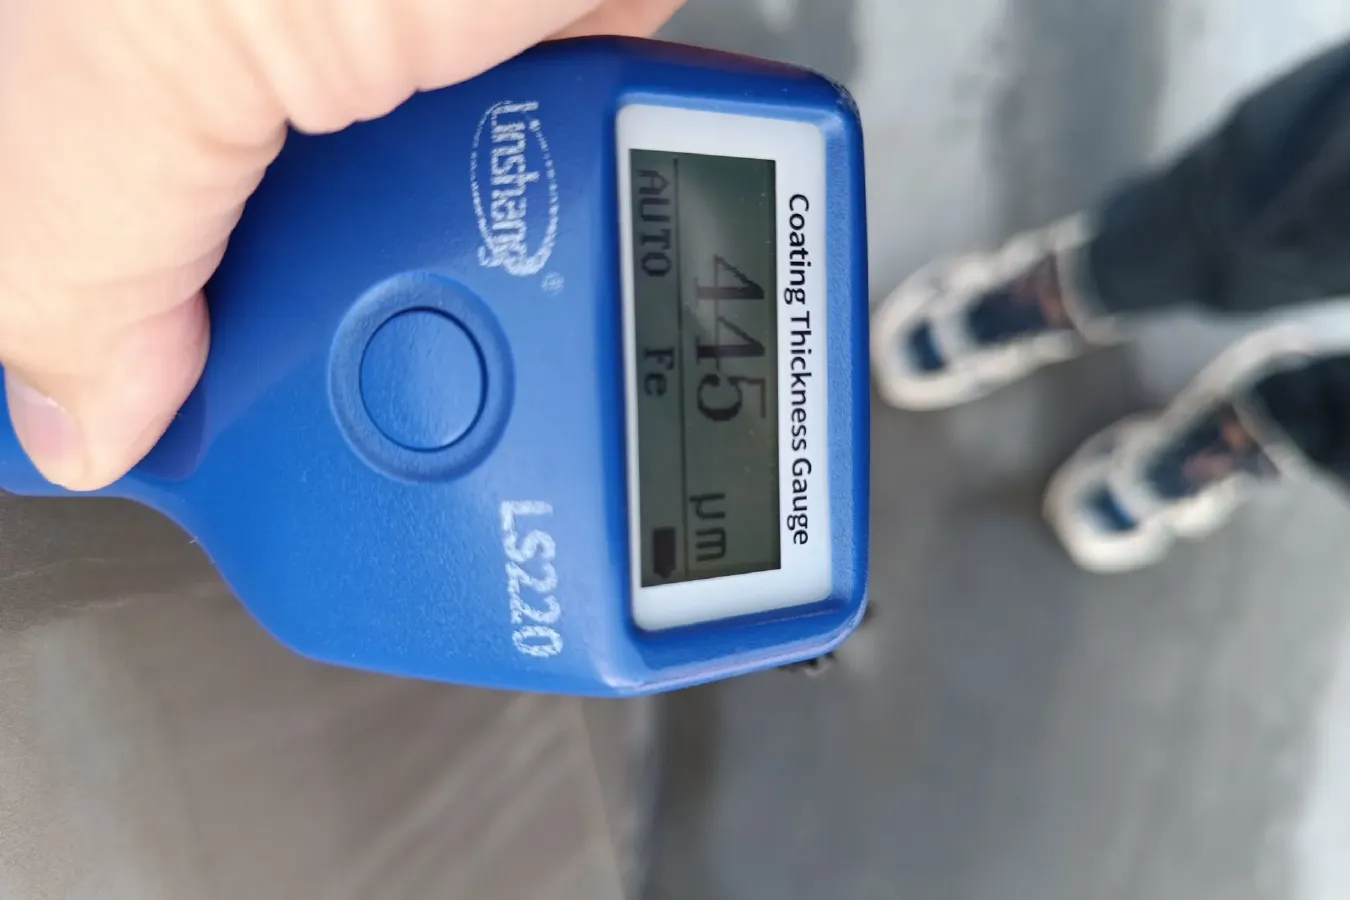 Coating Thickness Gauge
445 µm
AUTO Fe
Linshang®
LS220